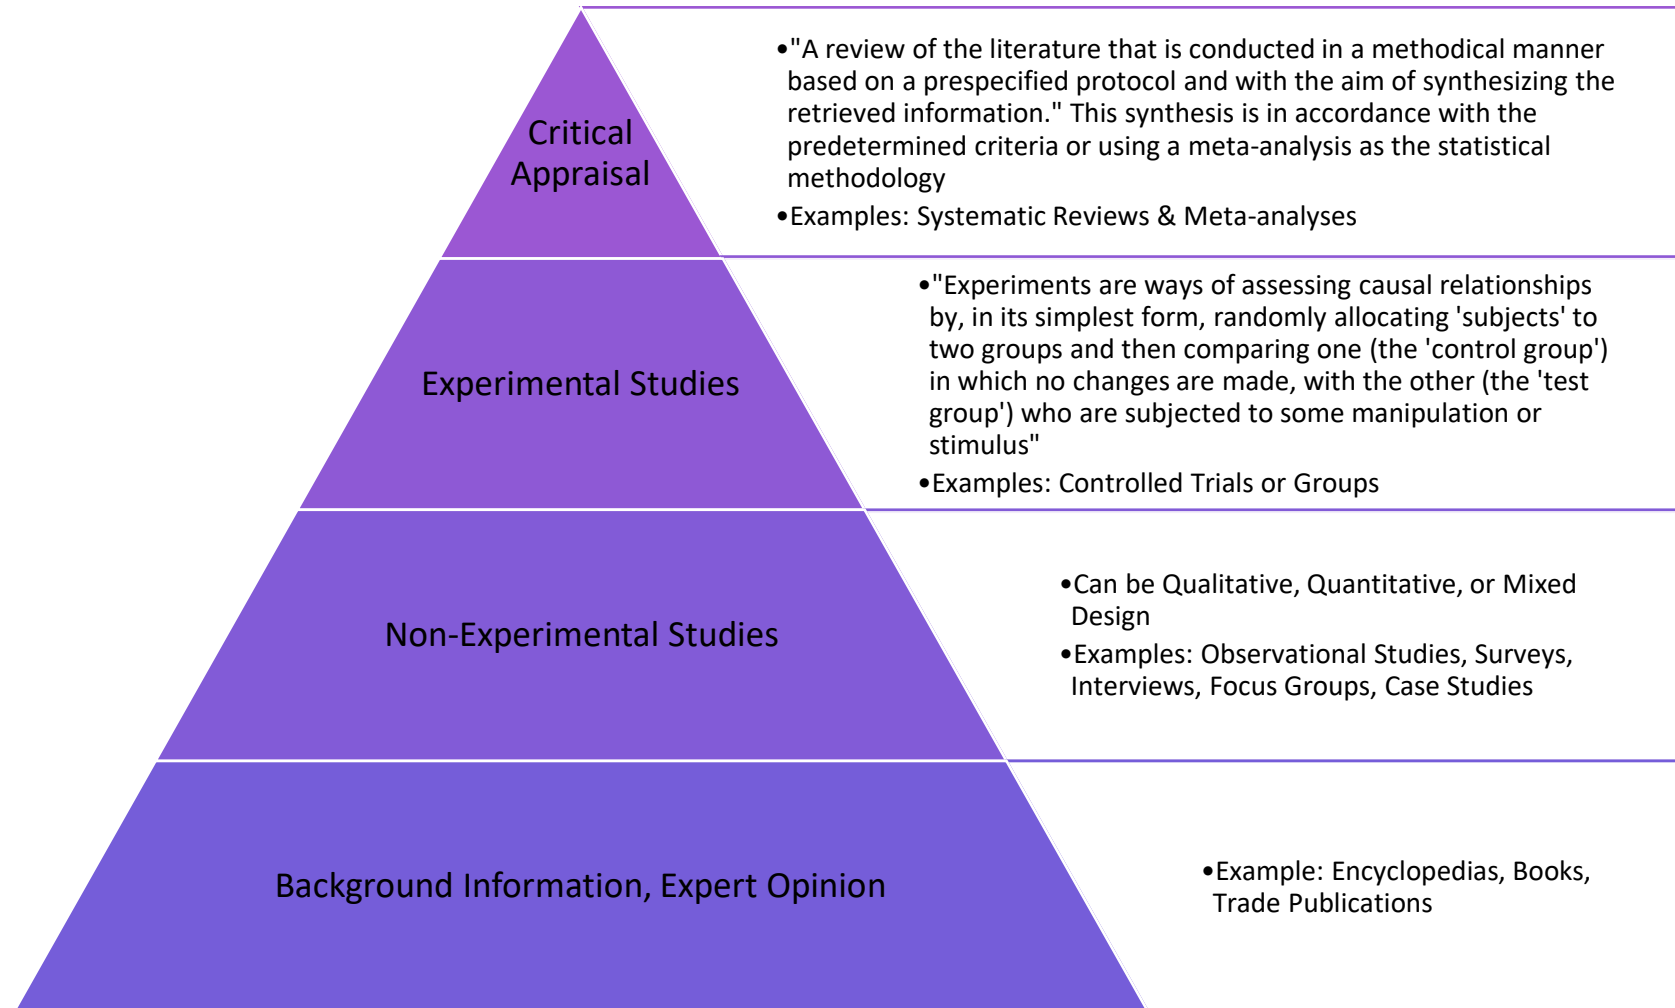 Critical
Appraisal
•"A review of the literature that is conducted in a methodical manner
based on a prespecified protocol and with the aim of synthesizing the
retrieved information." This synthesis is in accordance with the
predetermined criteria or using a meta-analysis as the statistical
methodology
•Examples: Systematic Reviews & Meta-analyses
Experimental Studies
•"Experiments are ways of assessing causal relationships
by, in its simplest form, randomly allocating 'subjects' to
two groups and then comparing one (the 'control group')
in which no changes are made, with the other (the 'test
group') who are subjected to some manipulation or
stimulus"
•Examples: Controlled Trials or Groups
Non-Experimental Studies
•Can be Qualitative, Quantitative, or Mixed
Design
•Examples: Observational Studies, Surveys,
Interviews, Focus Groups, Case Studies
Background Information, Expert Opinion
•Example: Encyclopedias, Books,
Trade Publications